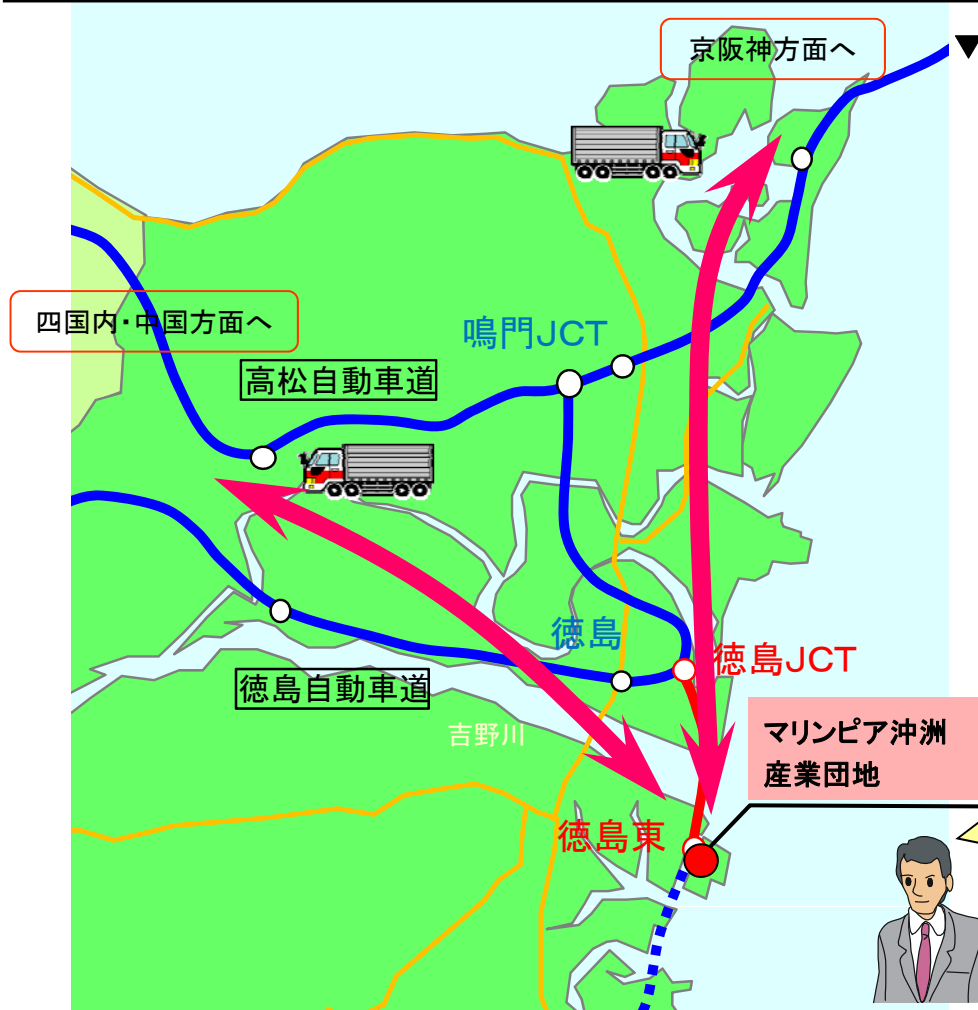 京阪神方面へ
四国内・中国方面へ
鳴門JCT
高松自動車道
徳島
徳島JCT
徳島自動車道
吉野川
マリンピア沖洲
産業団地
徳島東